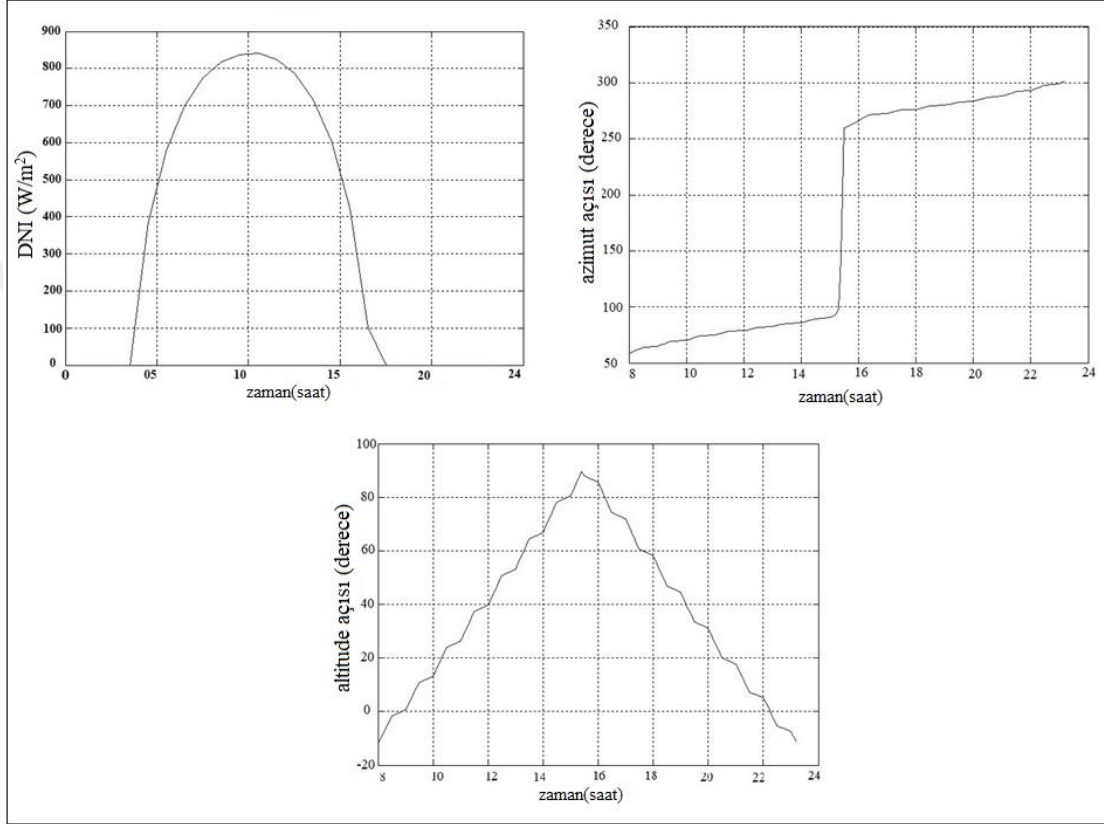 900
800
700
600
500
400
300
200
100
0
DNI (W/m²)
0 05 10 15 20 24
zaman(saat)
350
300
250
200
150
100
50
azimut açısı (derece)
8 10 12 14 16 18 20 22 24
zaman(saat)
100
80
60
40
20
0
-20
altitude açısı (derece)
8 10 12 14 16 18 20 22 24
zaman(saat)